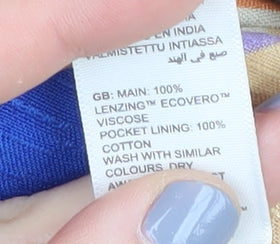 EN INDIA
VALMISTETTU INTIASSA
صنع في الهند
GB: MAIN: 100%
LENZING™ ECOVERO™
VISCOSE
POCKET LINING: 100%
COTTON
WASH WITH SIMILAR
COLOURS. DRY